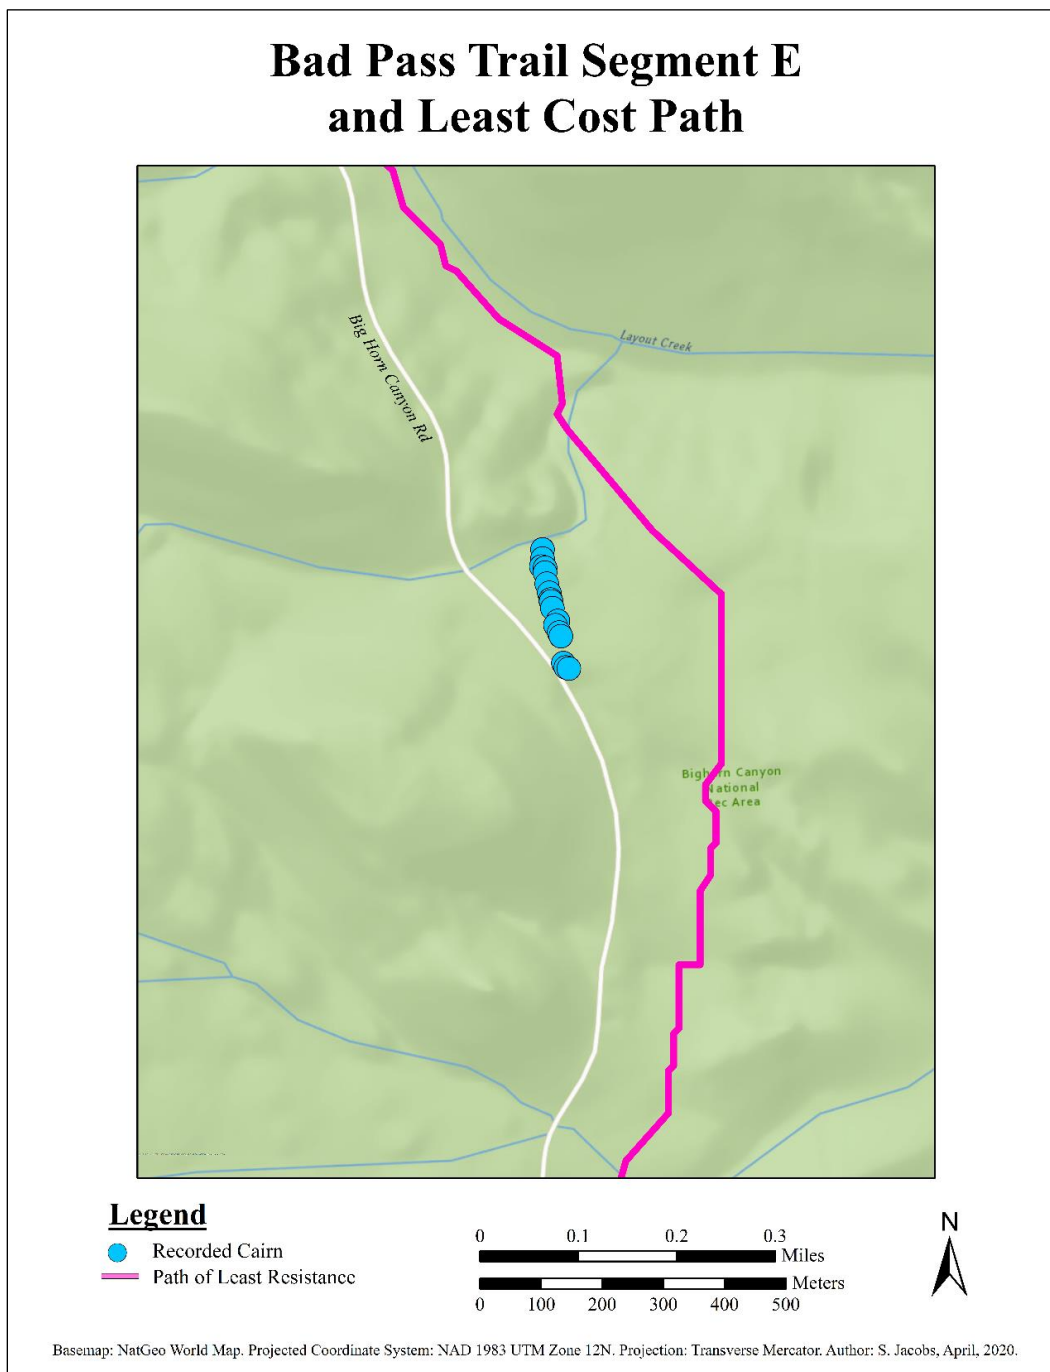 Bad Pass Trail Segment E
and Least Cost Path
Big Horn Canyon Rd
Layout Creek
Bighorn Canyon
National
Rec Area
Legend
Recorded Cairn
Path of Least Resistance
0 0.1 0.2 0.3
Miles
Meters
0 100 200 300 400 500
N
Basemap: NatGeo World Map. Projected Coordinate System: NAD 1983 UTM Zone 12N. Projection: Transverse Mercator. Author: S. Jacobs, April, 2020.